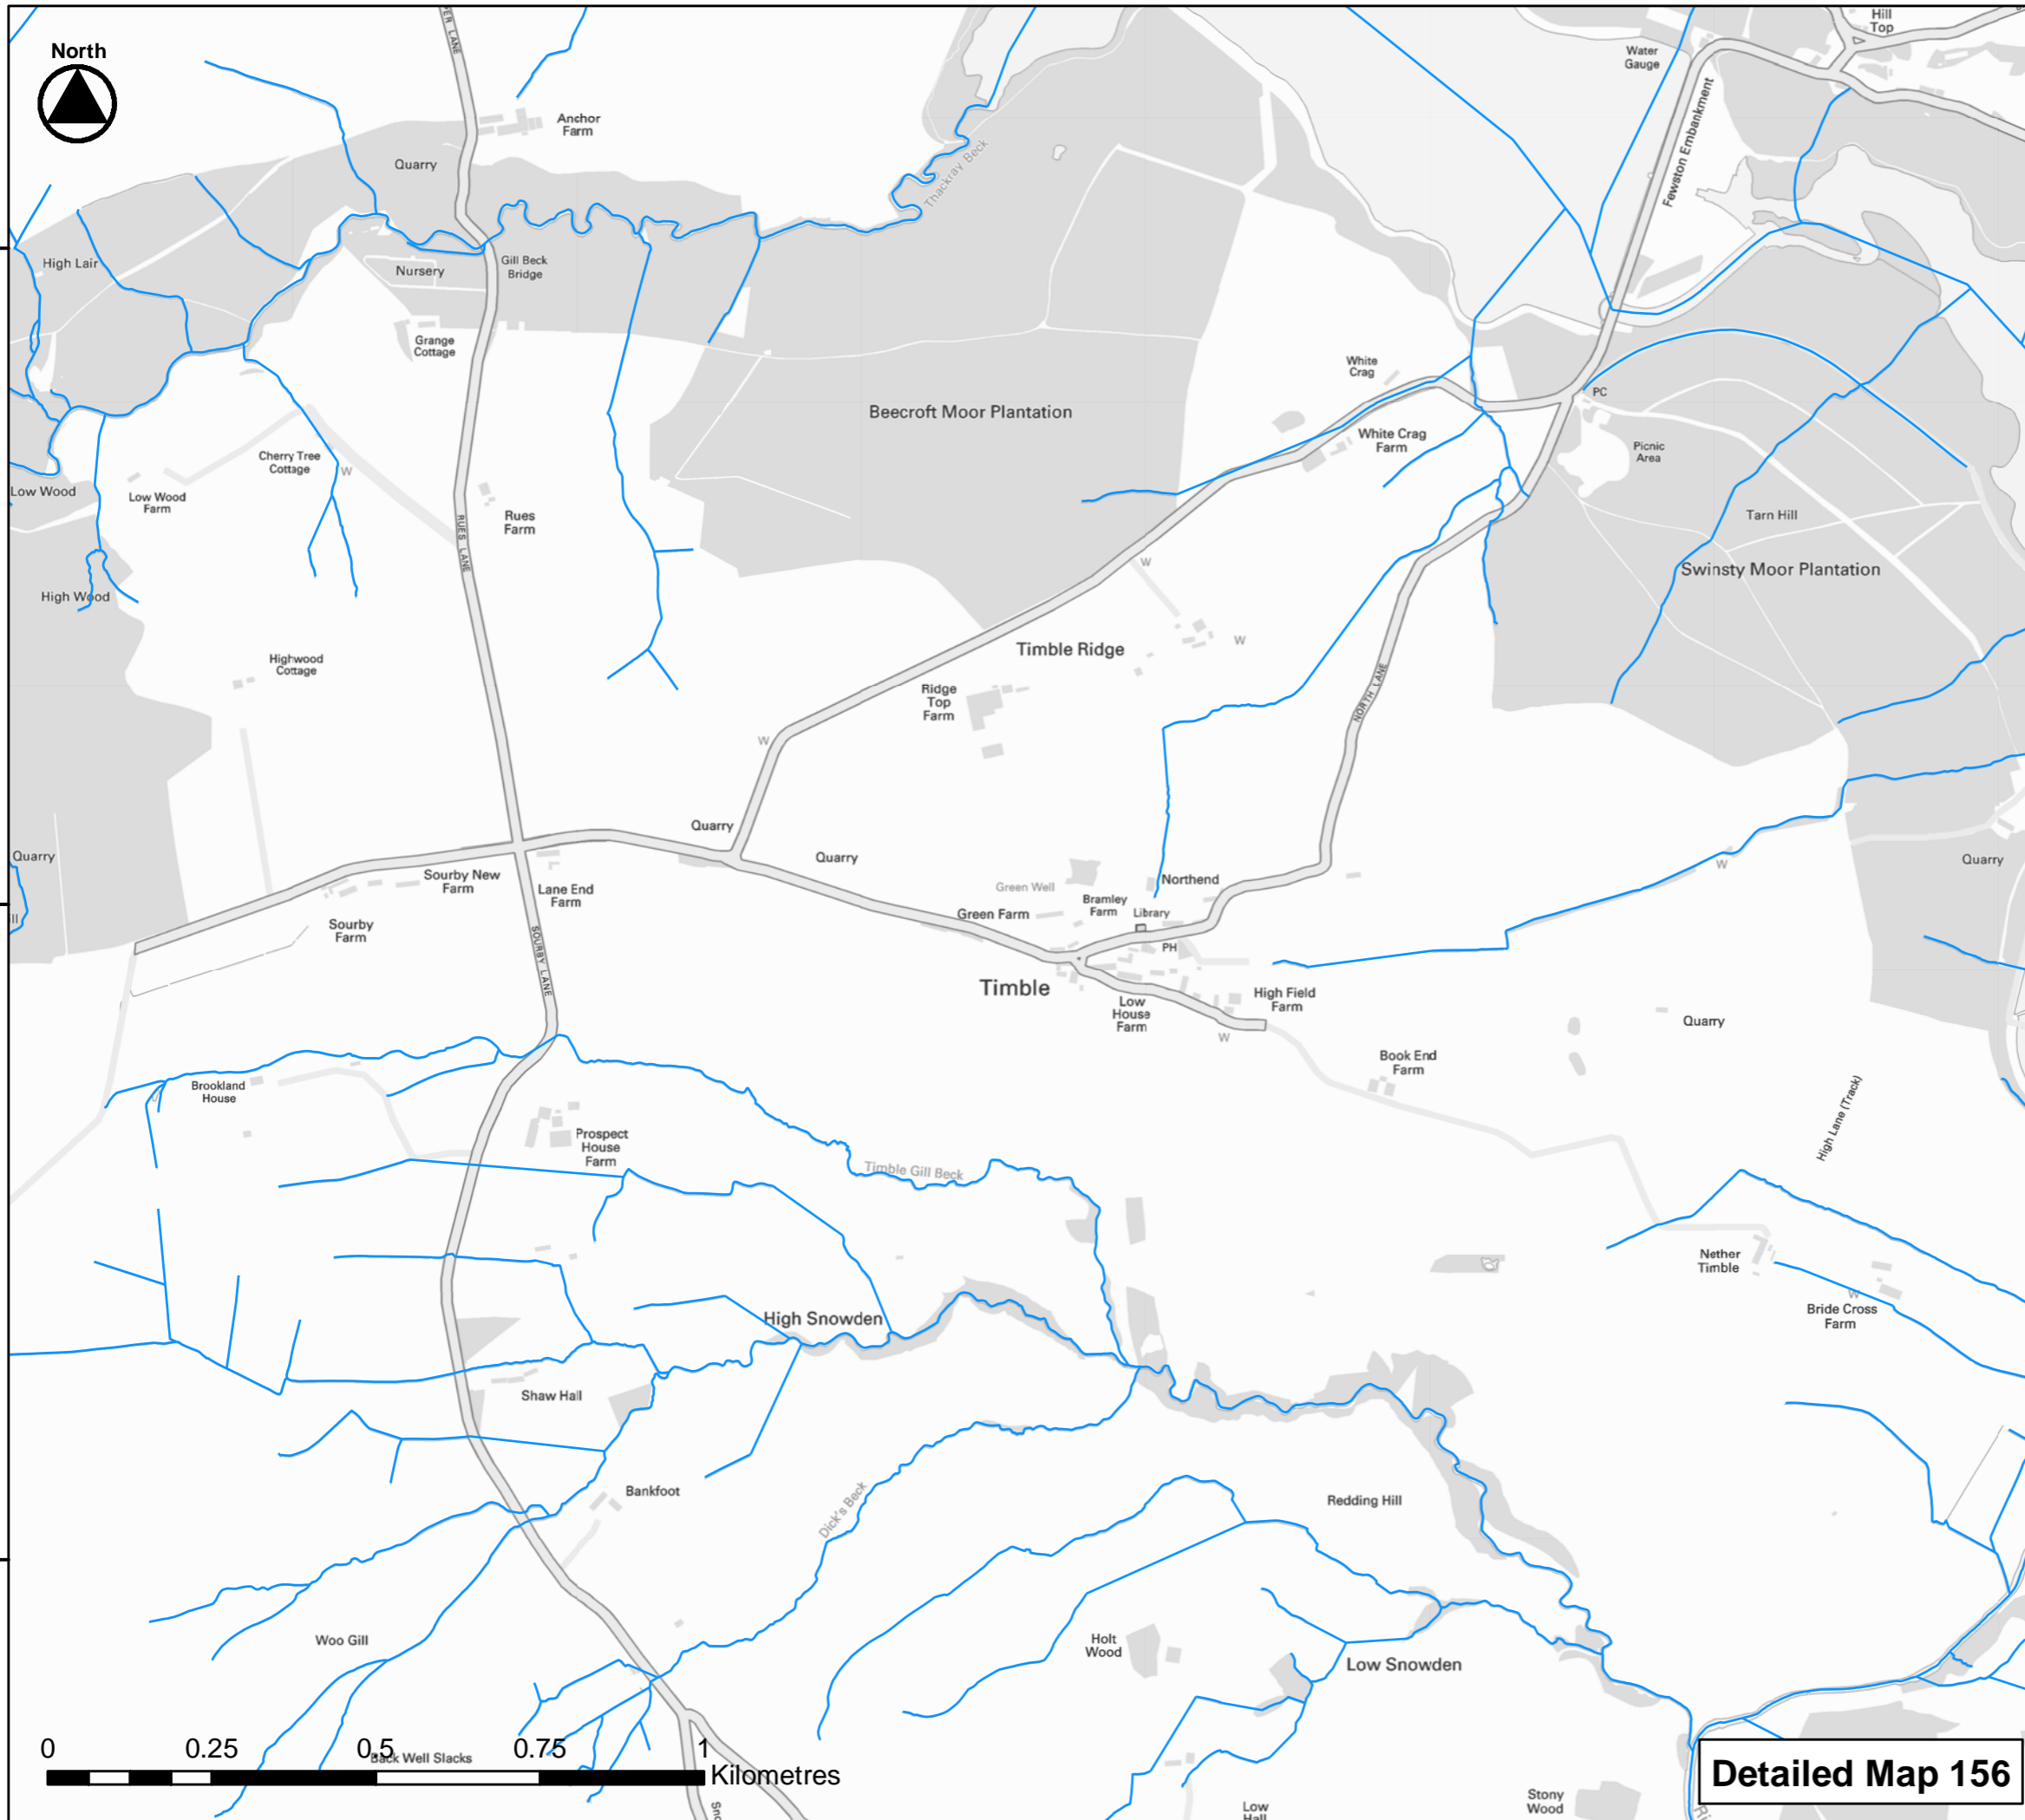 PER LANE
Hill
Top
Water
Gauge
North
Fewston Embankment
Anchor
Farm
Quarry
Thackray Beck
High Lair
Nursery
Gill Beck
Bridge
Grange
Cottage
White
Crag
PC
Beecroft Moor Plantation
White Crag
Farm
Picnic
Area
Cherry Tree
Cottage
W
Low Wood
Low Wood
Farm
RUES LANE
Rues
Farm
Tarn Hill
W
Swinsty Moor Plantation
High Wood
Timble Ridge
W
Highwood
Cottage
Ridge
Top
Farm
NORTH LANE
W
Quarry
Quarry
Quarry
Quarry
W
Sourby New
Farm
Lane End
Farm
Green Well
Northend
Bramley
Farm
Library
Green Farm
ill
Sourby
Farm
SOURBY LANE
PH
Timble
Low
House
Farm
High Field
Farm
W
Quarry
Book End
Farm
Brookland
House
High Lane (Track)
Prospect
House
Farm
Timble Gill Beck
Nether
Timble
W
Bride Cross
Farm
High Snowden
Shaw Hall
Bankfoot
Dick's Beck
Redding Hill
Woo Gill
Holt
Wood
Low Snowden
0 0.25 0.5 0.75 1
Back Well Slacks
Kilometres
Detailed Map 156
Sno
Low
Hall
Stony
Wood
Ri